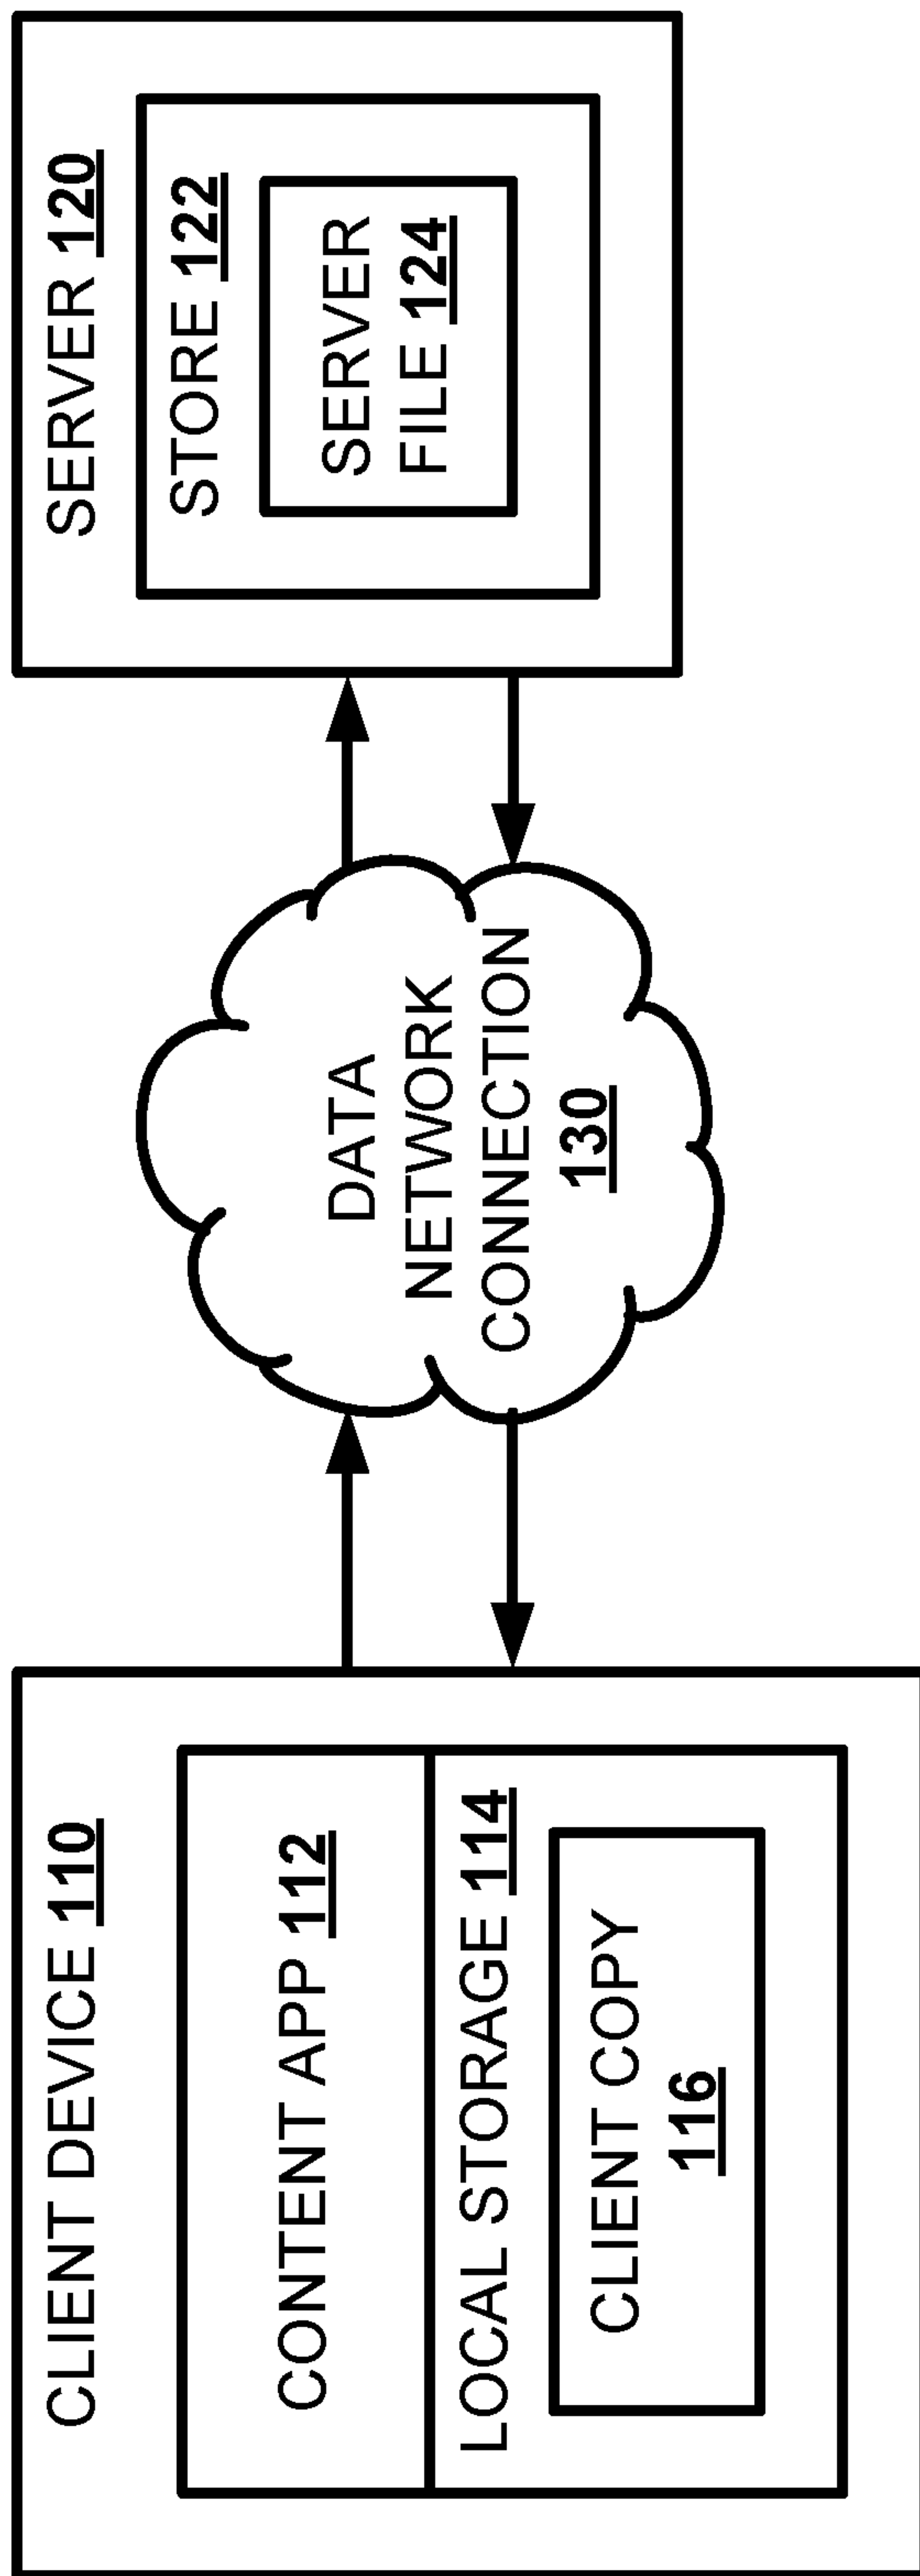 CLIENT DEVICE 110
CONTENT APP 112
LOCAL STORAGE 114
CLIENT COPY
116
DATA
NETWORK
CONNECTION
130
SERVER 120
STORE 122
SERVER
FILE 124